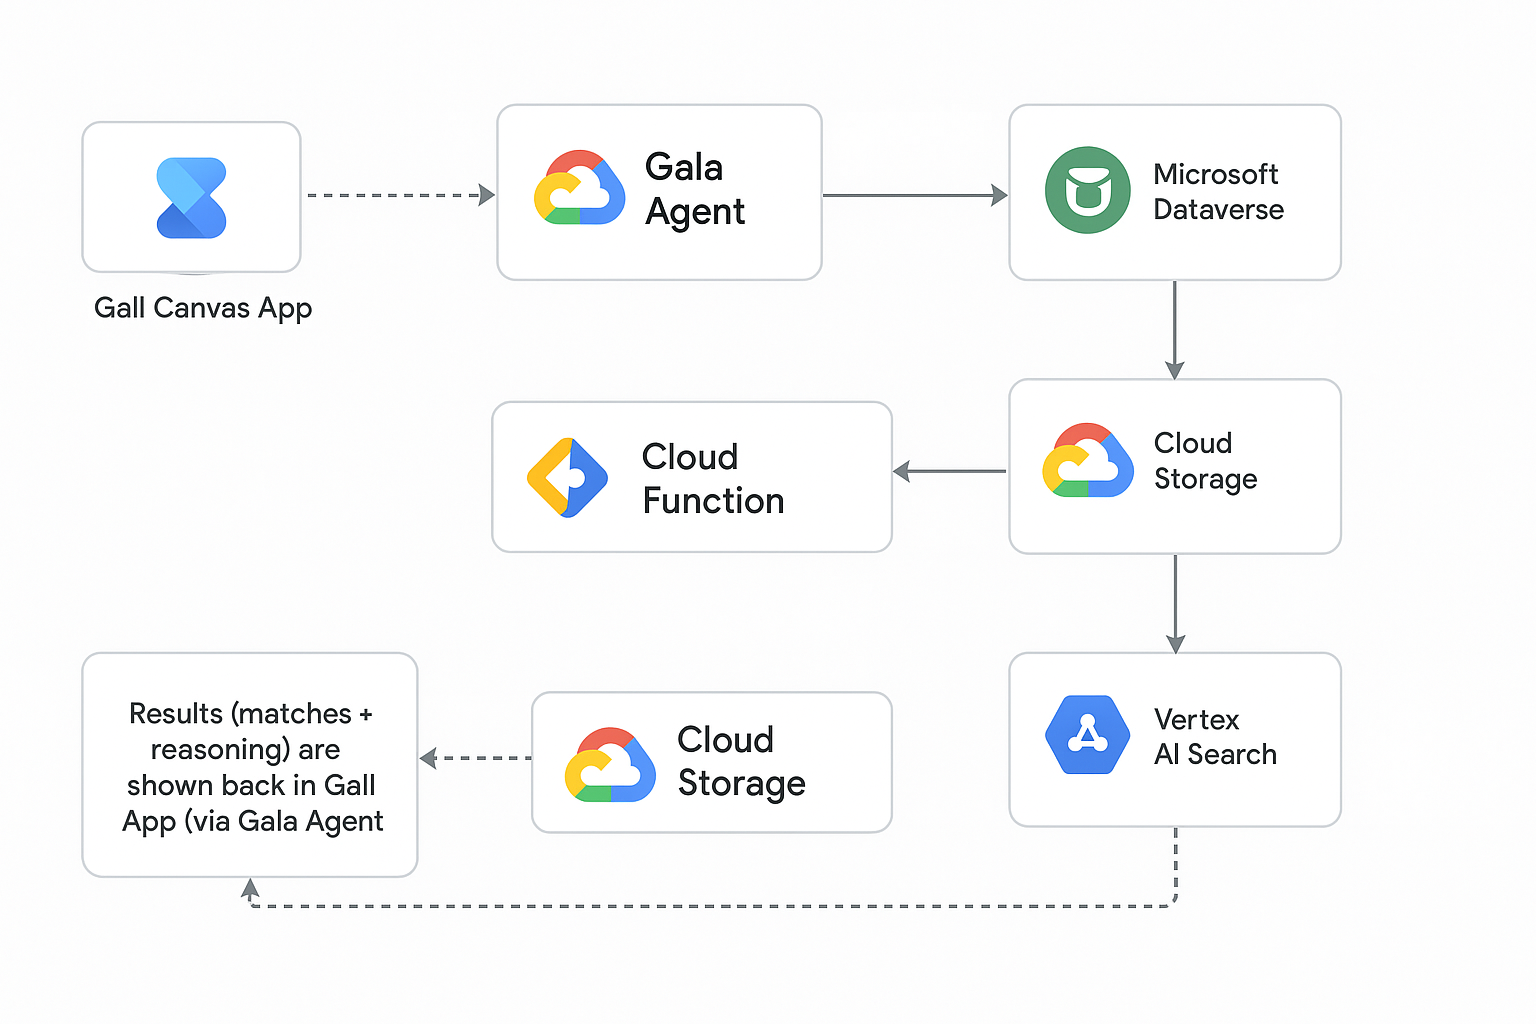 Gala
Agent
Microsoft
Dataverse
Gall Canvas App
Cloud
Function
Cloud
Storage
Results (matches +
reasoning) are
shown back in Gall
App (via Gala Agent
Cloud
Storage
Vertex
AI Search